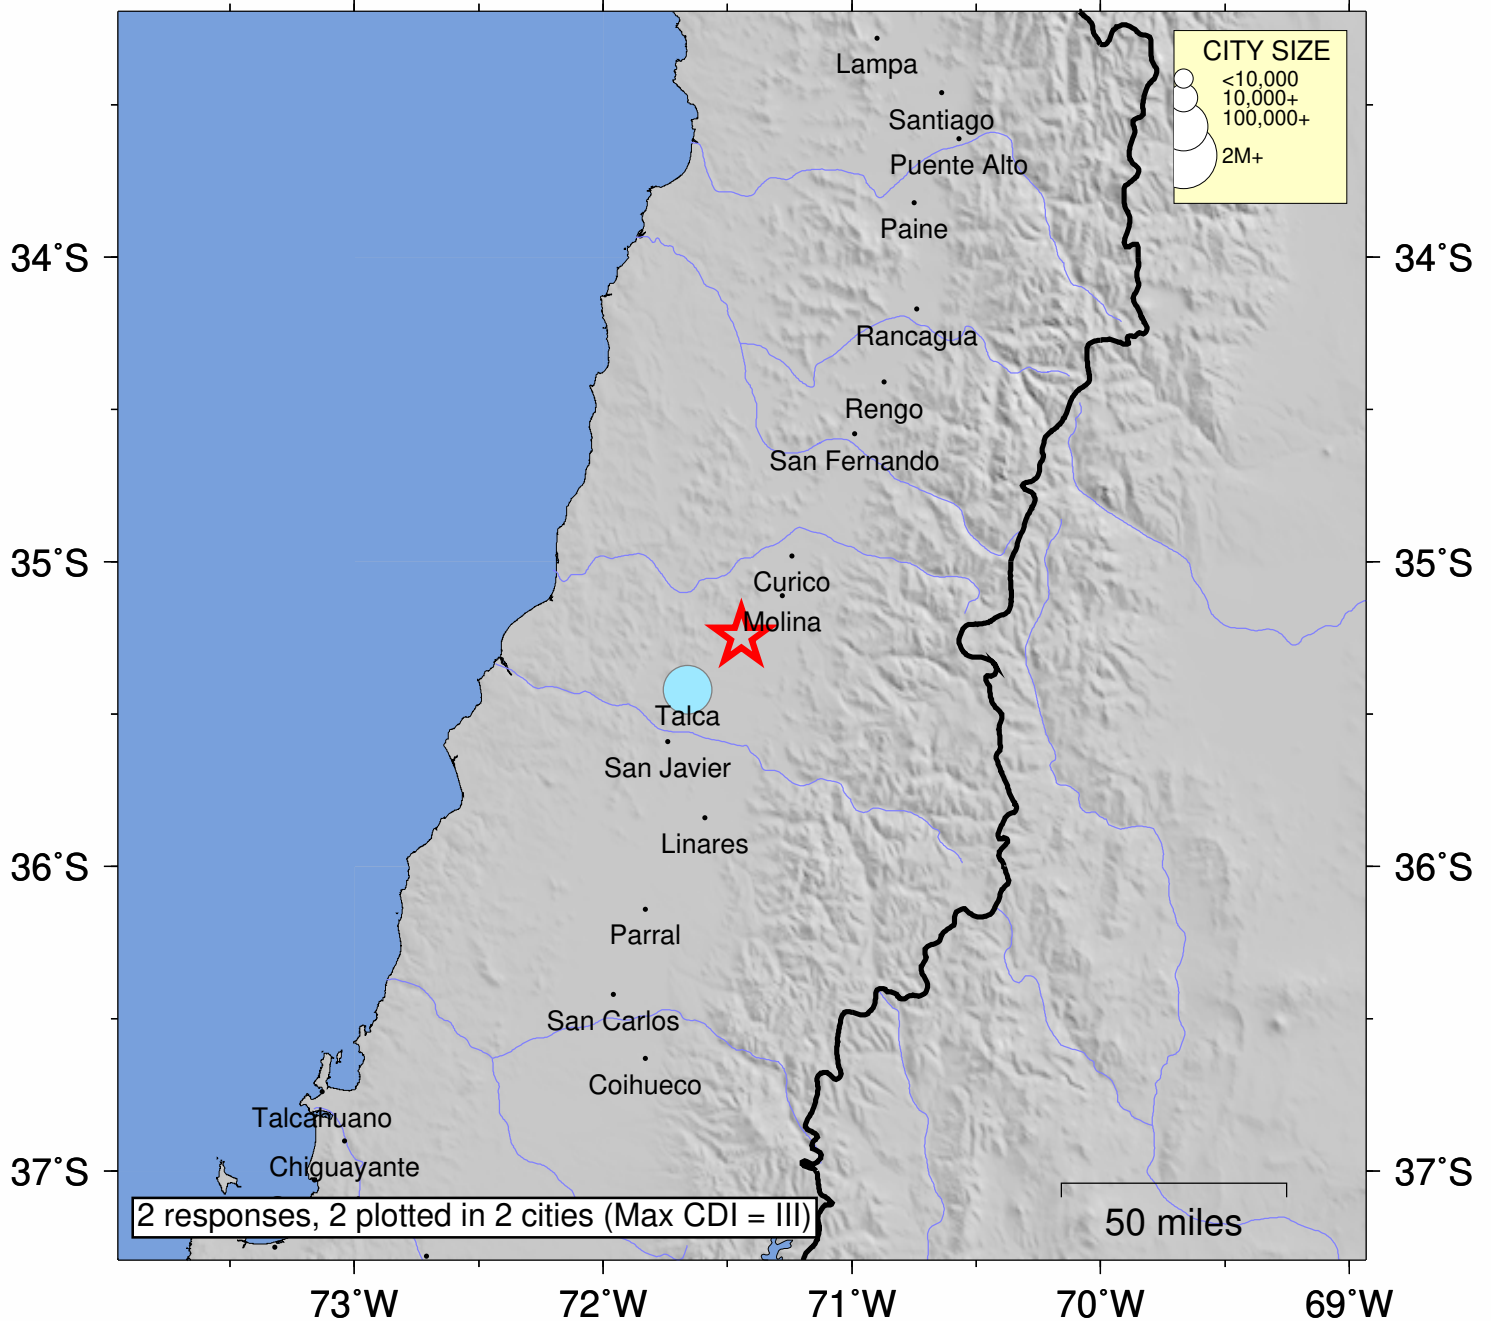 CITY SIZE
<10,000
10,000+
100,000+
2M+
Lampa
Santiago
Puente Alto
Paine
34°S
34°S
Rancagua
Rengo
San Fernando
35°S
35°S
Curico
Molina
Talca
San Javier
Linares
36°S
36°S
Parral
San Carlos
Coihueco
Talcahuano
Chiguayante
37°S
37°S
2 responses, 2 plotted in 2 cities (Max CDI = III)
50 miles
73°W
72°W
71°W
70°W
69°W